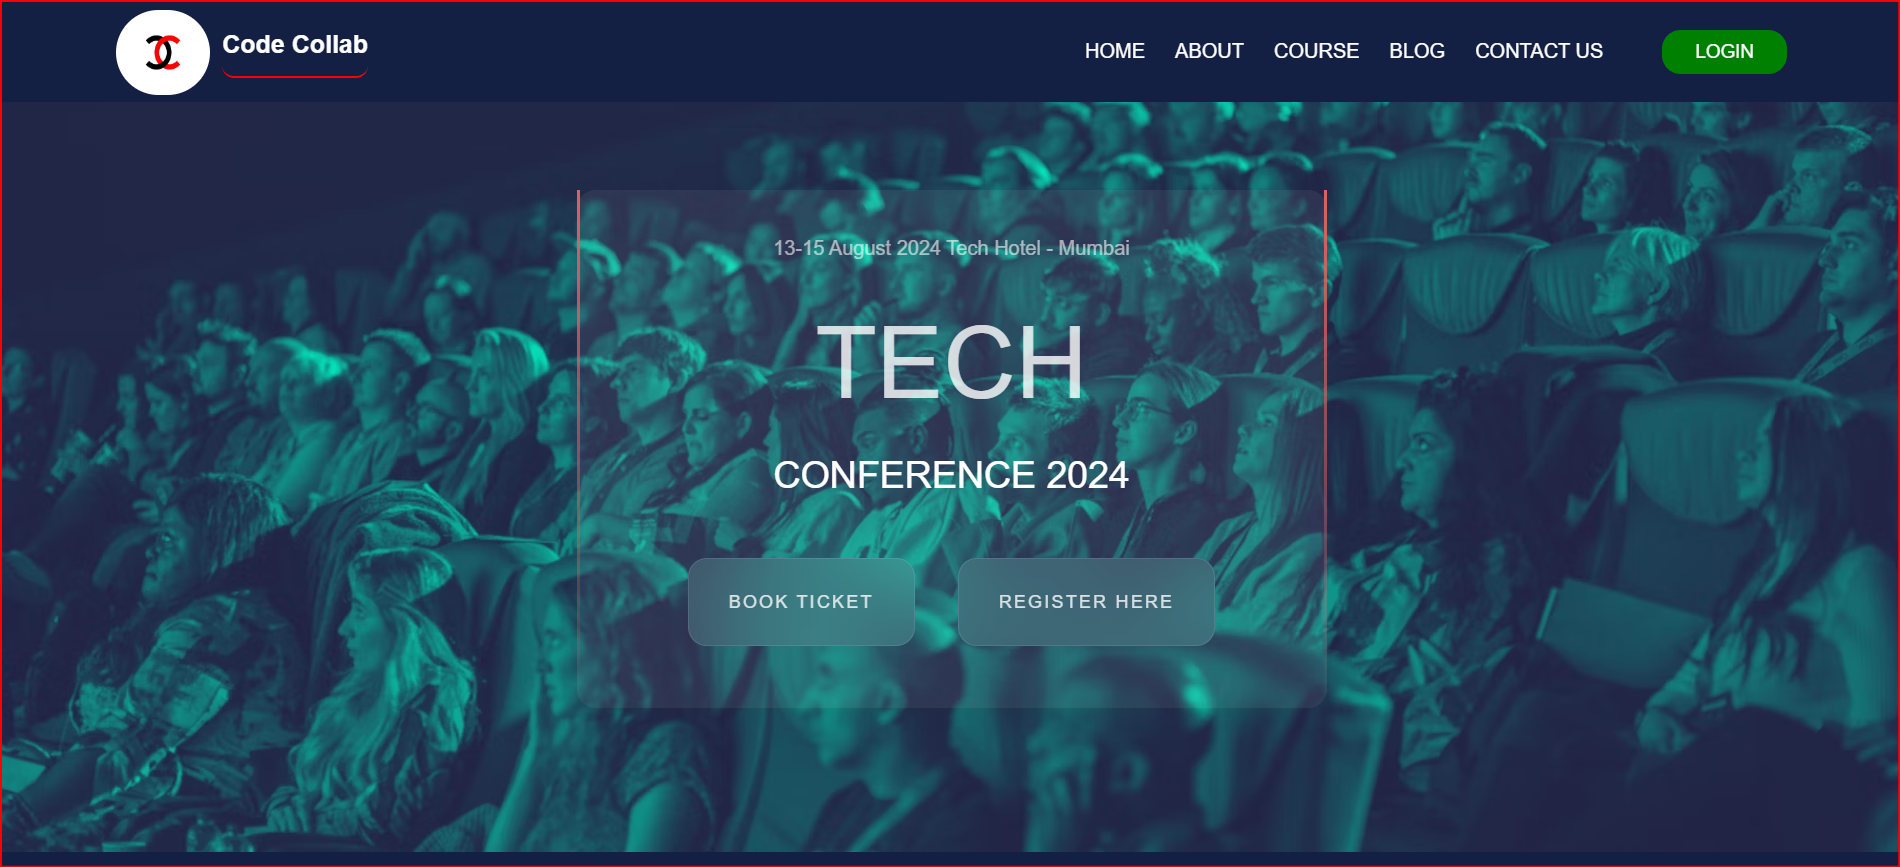 Code Collab
HOME ABOUT COURSE BLOG CONTACT US LOGIN
13-15 August 2024 Tech Hotel - Mumbai
TECH
CONFERENCE 2024
BOOK TICKET REGISTER HERE